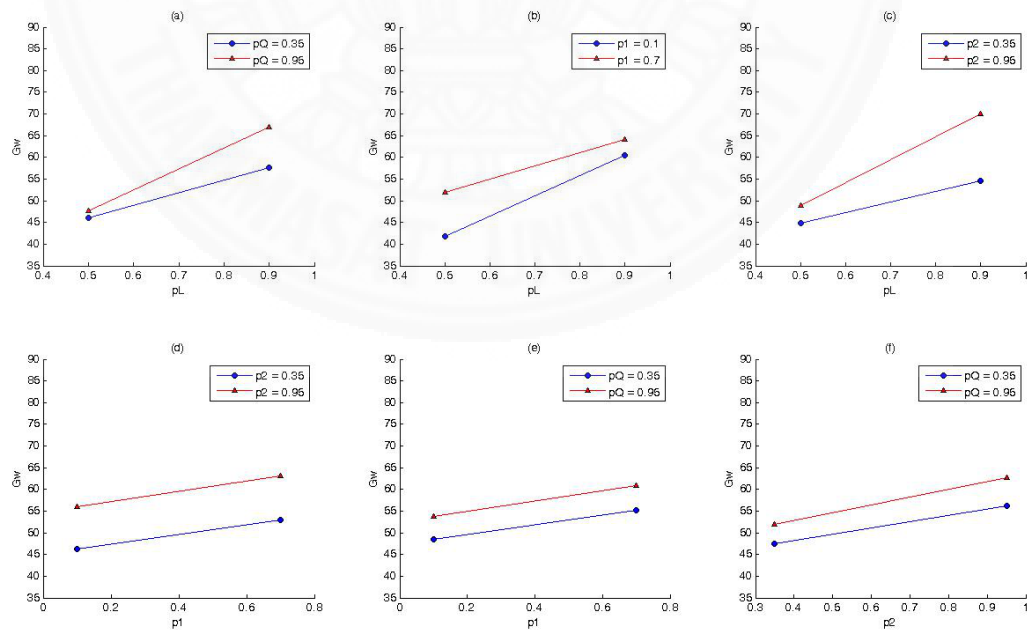 (a)
90
85
80
75
70
65
60
55
50
45
40
35
Gw
pQ = 0.35
pQ = 0.95
0.4 0.5 0.6 0.7 0.8 0.9 1
pL
(b)
90
85
80
75
70
65
60
55
50
45
40
35
Gw
p1 = 0.1
p1 = 0.7
0.4 0.5 0.6 0.7 0.8 0.9 1
pL
(c)
90
85
80
75
70
65
60
55
50
45
40
35
Gw
p2 = 0.35
p2 = 0.95
0.4 0.5 0.6 0.7 0.8 0.9 1
pL
UNIVERSITY
(d)
90
85
80
75
70
65
60
55
50
45
40
35
Gw
p2 = 0.35
p2 = 0.95
0 0.2 0.4 0.6 0.8
p1
(e)
90
85
80
75
70
65
60
55
50
45
40
35
Gw
pQ = 0.35
pQ = 0.95
0 0.2 0.4 0.6 0.8
p1
(f)
90
85
80
75
70
65
60
55
50
45
40
35
Gw
pQ = 0.35
pQ = 0.95
0.3 0.4 0.5 0.6 0.7 0.8 0.9 1
p2